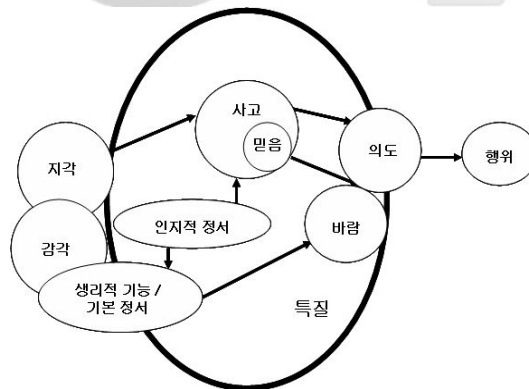 사고
믿음
의도
행위
지각
인지적 정서
바람
감각
생리적 기능 /
기본 정서
특질